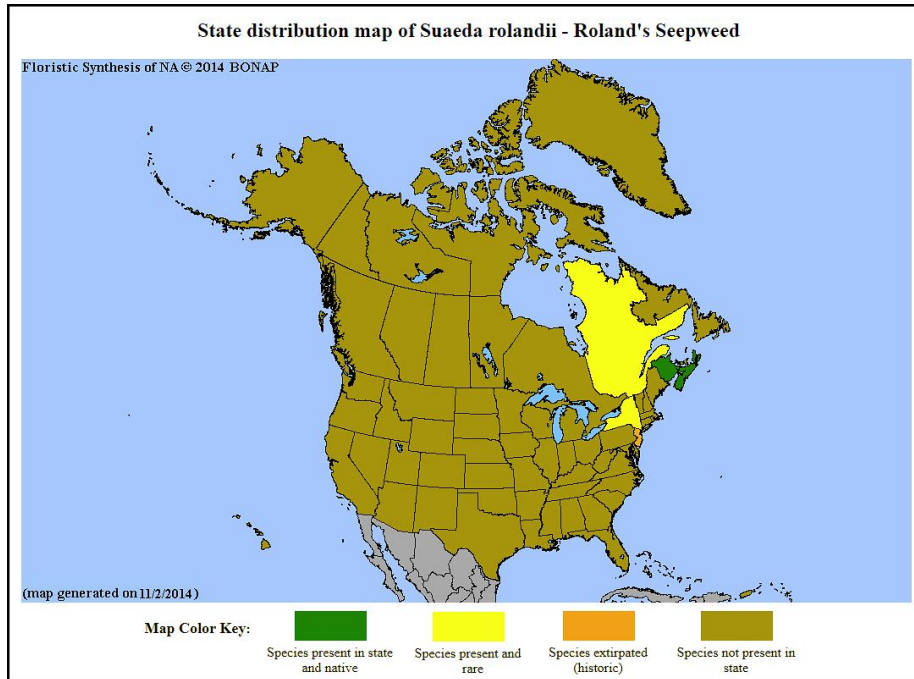 State distribution map of Suaeda rolandii - Roland's Seepweed
Floristic Synthesis of NA © 2014 BONAP
(map generated on 11/2/2014)
Map Color Key:
Species present in state
and native
Species present and
rare
Species extirpated
(historic)
Species not present in
state